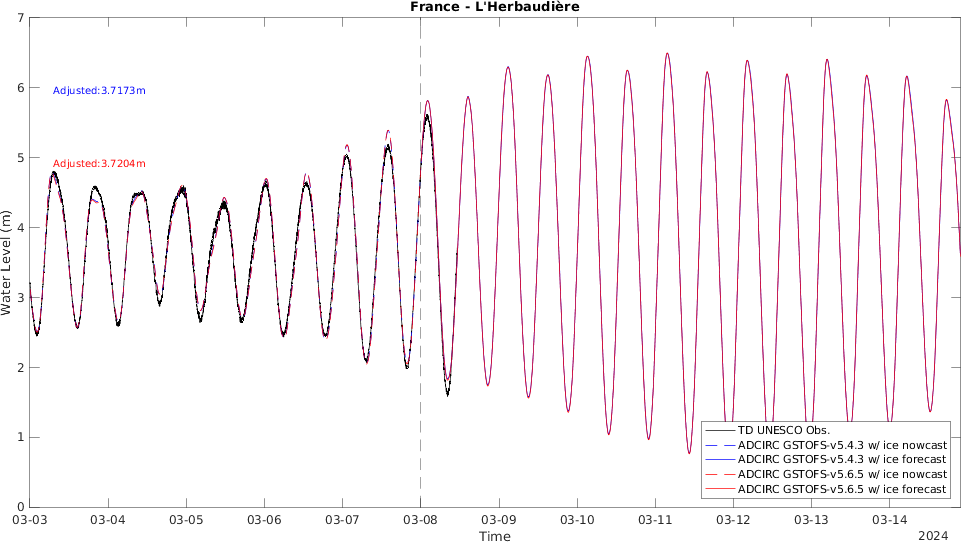 France - L'Herbaudière
7
6
5
4
3
2
1
0
Water Level (m)
Adjusted:3.7173m
Adjusted:3.7204m
TD UNESCO Obs.
ADCIRC GSTOFS-v5.4.3 w/ ice nowcast
ADCIRC GSTOFS-v5.4.3 w/ ice forecast
ADCIRC GSTOFS-v5.6.5 w/ ice nowcast
ADCIRC GSTOFS-v5.6.5 w/ ice forecast
03-03 03-04 03-05 03-06 03-07 03-08 03-09 03-10 03-11 03-12 03-13 03-14
Time
2024